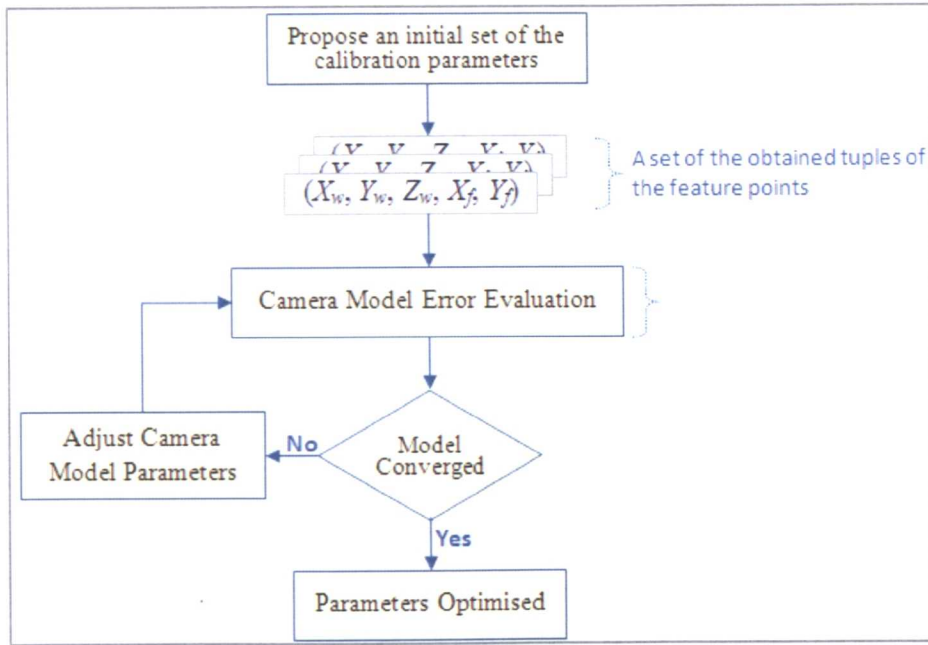 Propose an initial set of the
calibration parameters
(Xw, Yw, Zw, Xf, Yf)
A set of the obtained tuples of
the feature points
Camera Model Error Evaluation
Adjust Camera
Model Parameters
No
Model
Converged
Yes
Parameters Optimised